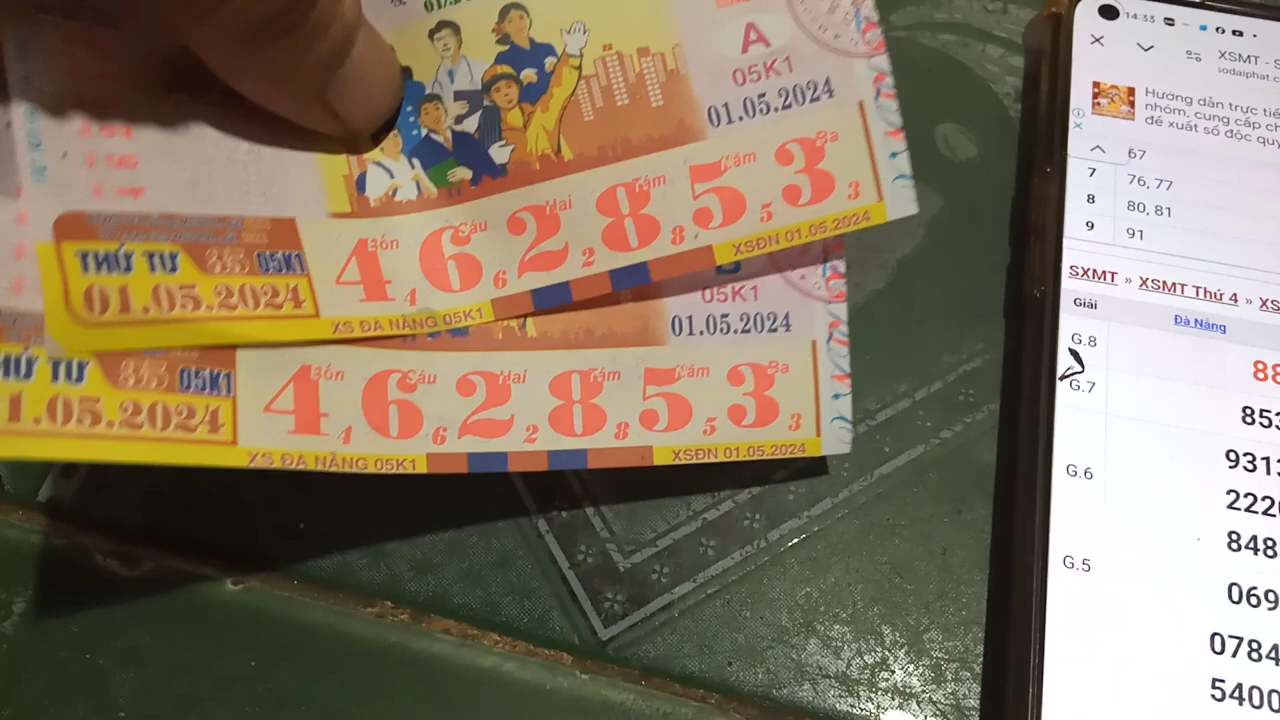 A
05K1
01.05.2024
Bốn Sáu Hai Tám Năm Ba
4 6 2 8 5 3
4 6 2 8 5 3
THỨ TƯ 05K1
01.05.2024
XS ĐÀ NẴNG 05K1
XSĐN 01.05.2024
05K1
01.05.2024
THỨ TƯ 05K1
1.05.2024
Bốn Sáu Hai Tám Năm Ba
4 6 2 8 5 3
4 6 2 8 5 3
XS ĐÀ NẴNG 05K1
XSĐN 01.05.2024
14:33
XSMT - S
sodaiphat.c
Hướng dẫn trực tiế
nhóm, cung cấp ch
đề xuất số độc quy
67
7 76, 77
8 80, 81
9 91
SXMT » XSMT Thứ 4 » XS
Giải Đà Nẵng
G.8 88
G.7 853
G.6 9313
2220
848
G.5 069
0784
5400